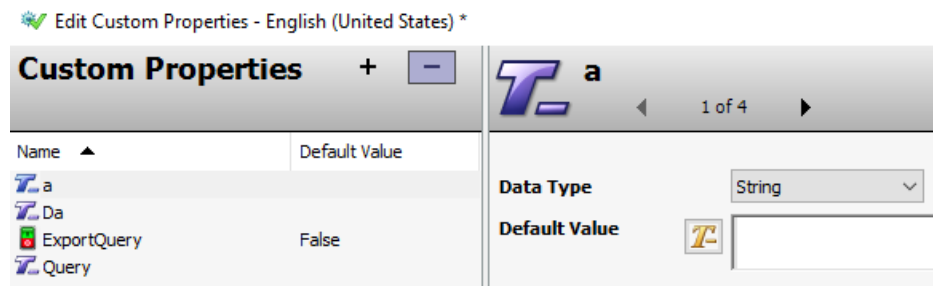 Edit Custom Properties - English (United States) *
Custom Properties + −
a
1 of 4
Name Default Value
a
Da
ExportQuery False
Query
Data Type String
Default Value